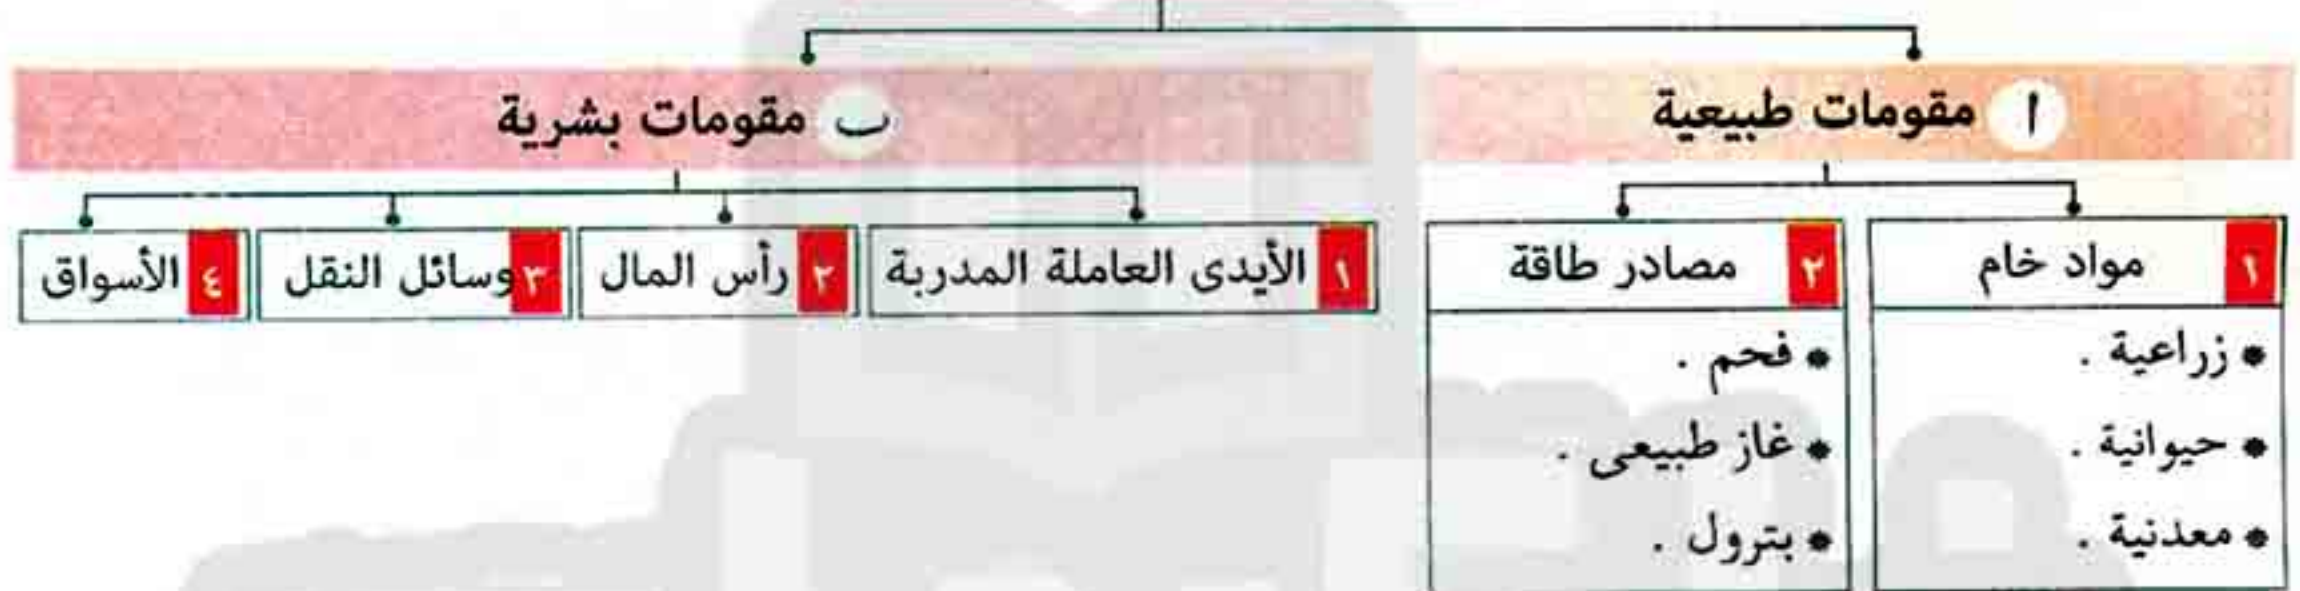 ا مقومات طبيعية
ب مقومات بشرية
١ مواد خام
٢ مصادر طاقة
١ الأيدى العاملة المدربة
٢ رأس المال
٣ وسائل النقل
٤ الأسواق
* زراعية .
* حيوانية .
* معدنية .
* فحم .
* غاز طبيعى .
* بترول .